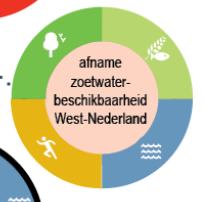 afname
zoetwater-
beschikbaarheid
West-Nederland